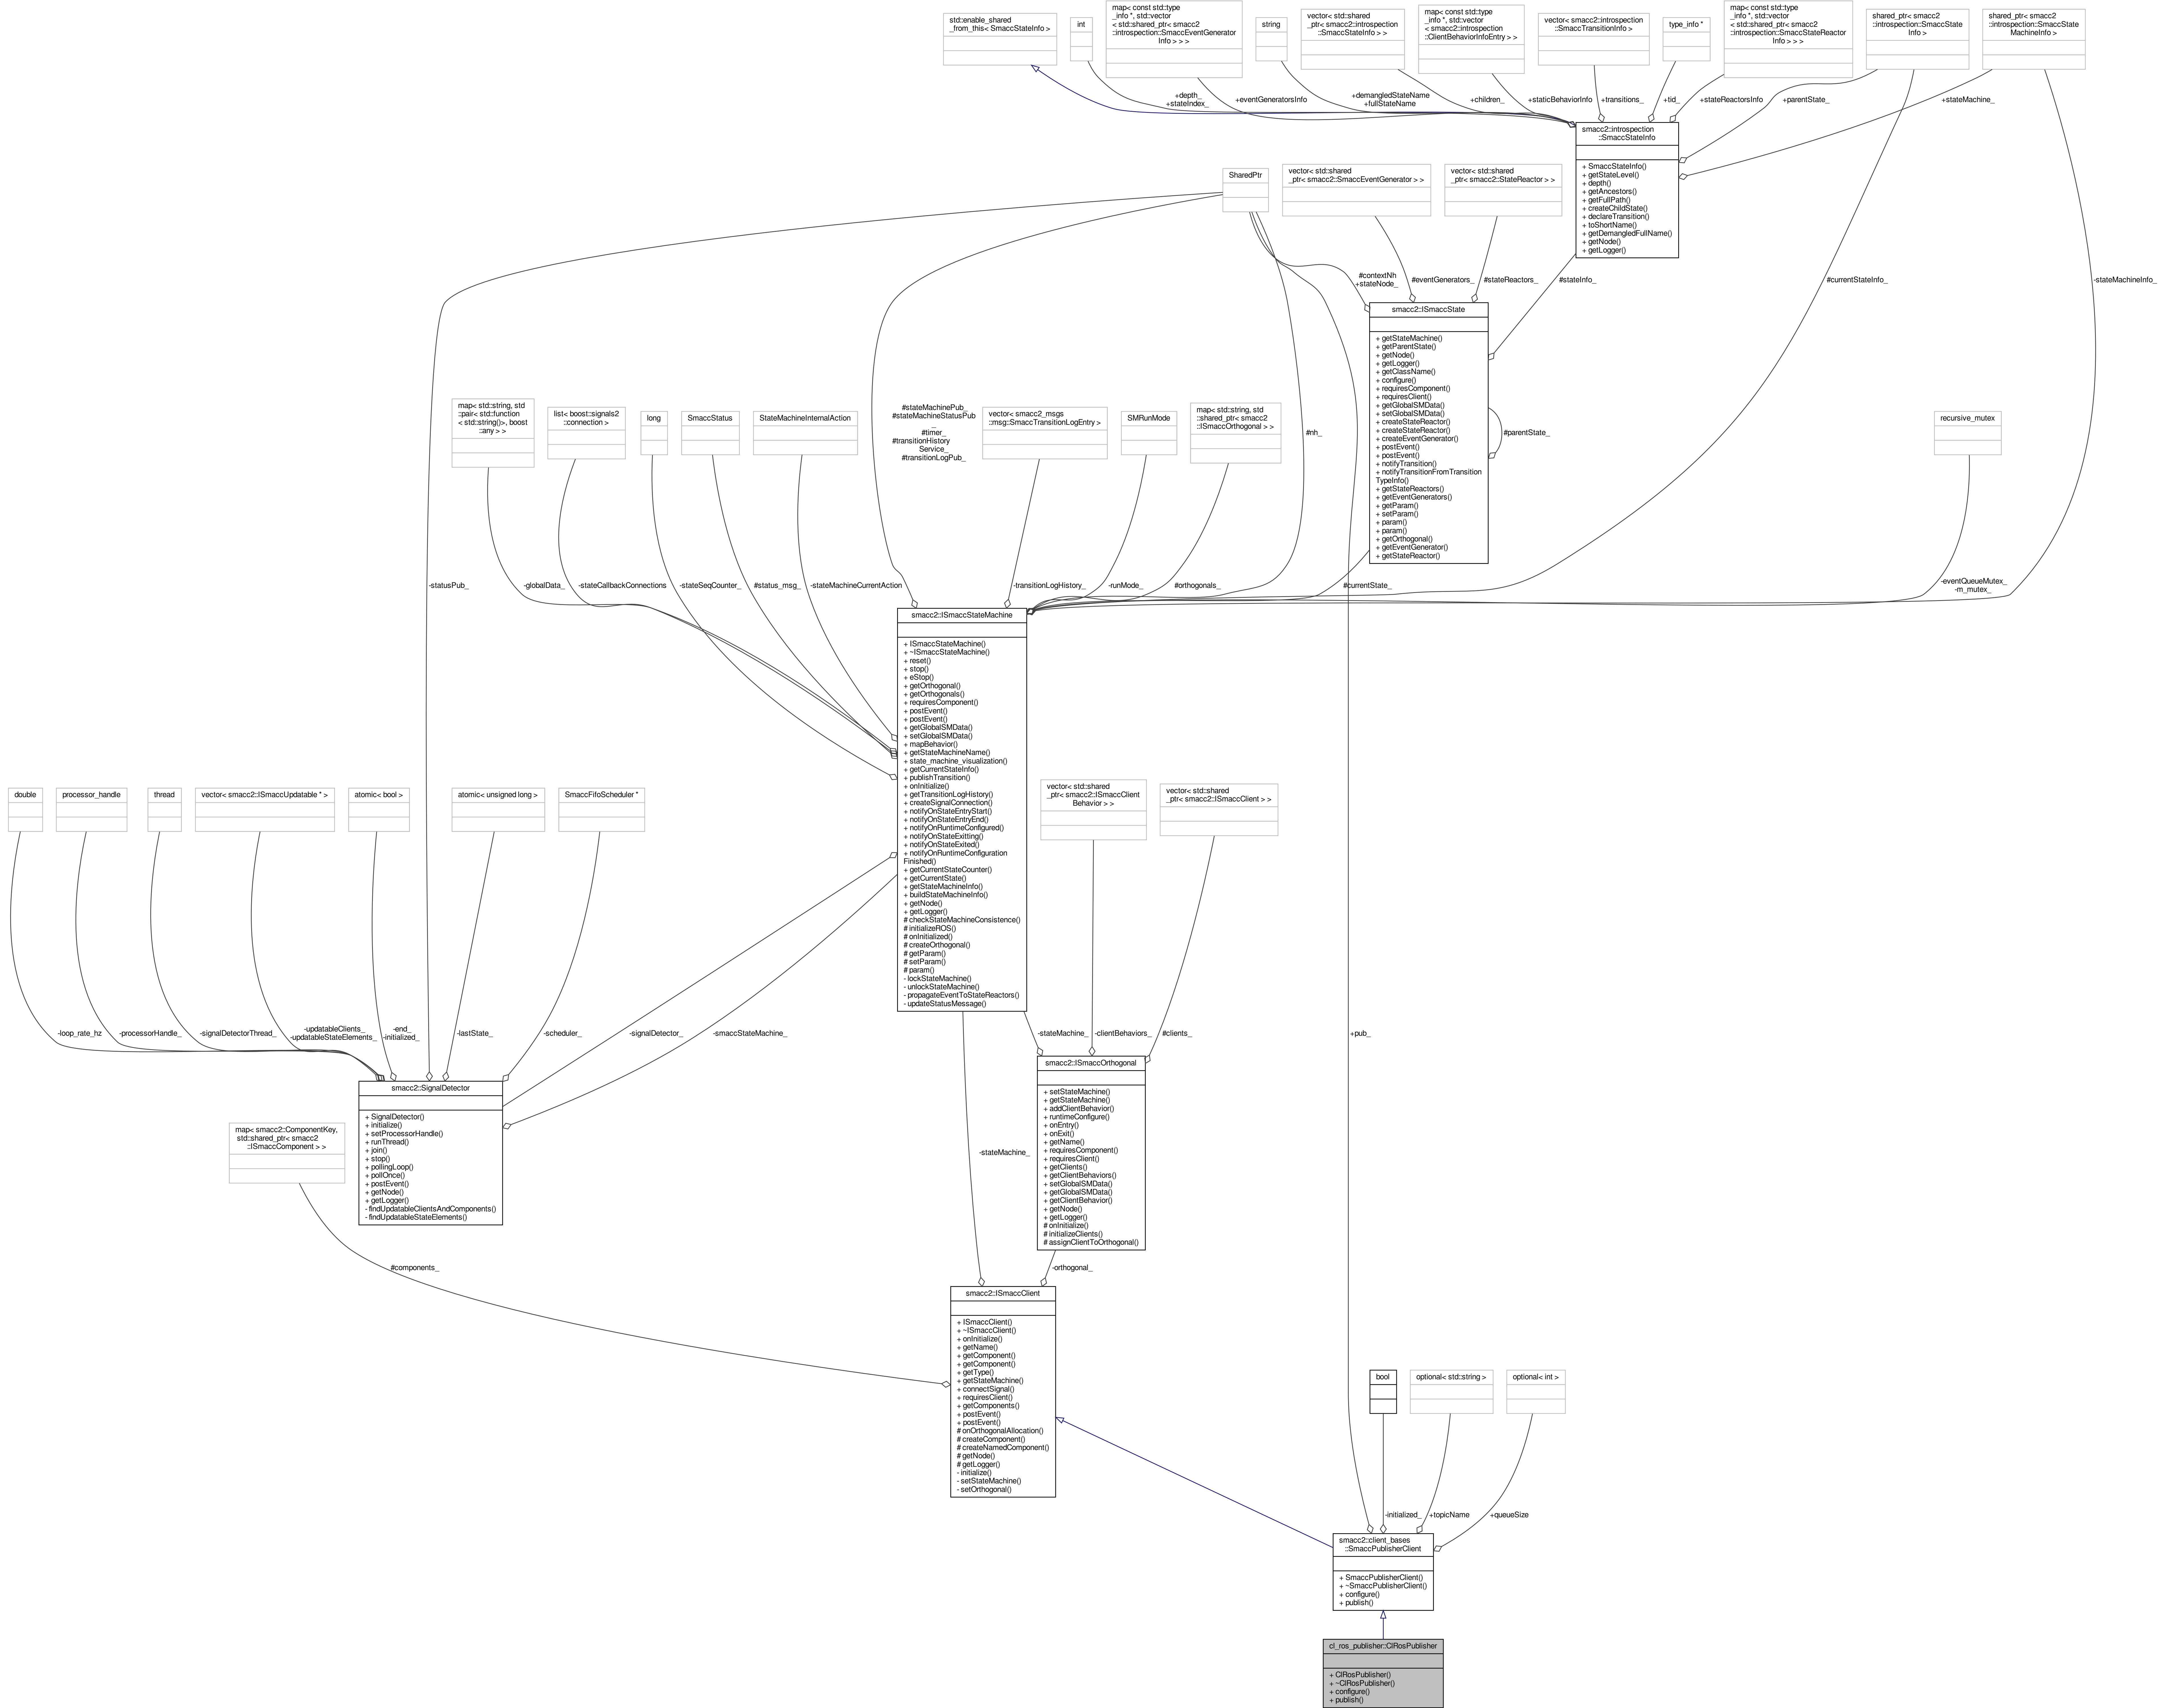 std::enable_shared
_from_this< SmaccStateInfo >
int
map< const std::type
_info *, std::vector
< std::shared_ptr< smacc2
::introspection::SmaccEventGenerator
Info > > >
string
vector< std::shared
_ptr< smacc2::introspection
::SmaccStateInfo > >
map< const std::type
_info *, std::vector
< smacc2::introspection
::ClientBehaviorInfoEntry > >
vector< smacc2::introspection
::SmaccTransitionInfo >
type_info *
map< const std::type
_info *, std::vector
< std::shared_ptr< smacc2
::introspection::SmaccStateReactor
Info > > >
shared_ptr< smacc2
::introspection::SmaccState
Info >
shared_ptr< smacc2
::introspection::SmaccState
MachineInfo >
+depth_
+stateIndex_
+eventGeneratorsInfo
+demangledStateName
+fullStateName
+children_
+staticBehaviorInfo
+transitions_
+tid_
+stateReactorsInfo
+parentState_
+stateMachine_
smacc2::introspection
::SmaccStateInfo
+ SmaccStateInfo()
+ getStateLevel()
+ depth()
+ getAncestors()
+ getFullPath()
+ createChildState()
+ declareTransition()
+ toShortName()
+ getDemangledFullName()
+ getNode()
+ getLogger()
SharedPtr
vector< std::shared
_ptr< smacc2::SmaccEventGenerator > >
vector< std::shared
_ptr< smacc2::StateReactor > >
#contextNh
+stateNode_
#eventGenerators_
#stateReactors_
#stateInfo_
#currentStateInfo_
-stateMachineInfo_
smacc2::ISmaccState
+ getStateMachine()
+ getParentState()
+ getNode()
+ getLogger()
+ getClassName()
+ configure()
+ requiresComponent()
+ requiresClient()
+ getGlobalSMData()
+ setGlobalSMData()
+ createStateReactor()
+ createStateReactor()
+ createEventGenerator()
+ postEvent()
+ postEvent()
+ notifyTransition()
+ notifyTransitionFromTransition
TypeInfo()
+ getStateReactors()
+ getEventGenerators()
+ getParam()
+ setParam()
+ param()
+ param()
+ getOrthogonal()
+ getEventGenerator()
+ getStateReactor()
#parentState_
map< std::string, std
::pair< std::function
< std::string()>, boost
::any > >
list< boost::signals2
::connection >
long
SmaccStatus
StateMachineInternalAction
#stateMachinePub_
#stateMachineStatusPub
_
#timer_
#transitionHistory
Service_
#transitionLogPub_
vector< smacc2_msgs
::msg::SmaccTransitionLogEntry >
SMRunMode
map< std::string, std
::shared_ptr< smacc2
::ISmaccOrthogonal > >
#nh_
recursive_mutex
-statusPub_
-globalData_
-stateCallbackConnections
-stateSeqCounter_
#status_msg_
-stateMachineCurrentAction
-transitionLogHistory_
-runMode_
#orthogonals_
#currentState_
-eventQueueMutex_
-m_mutex_
smacc2::ISmaccStateMachine
+ ISmaccStateMachine()
+ ~ISmaccStateMachine()
+ reset()
+ stop()
+ eStop()
+ getOrthogonal()
+ getOrthogonals()
+ requiresComponent()
+ postEvent()
+ postEvent()
+ getGlobalSMData()
+ setGlobalSMData()
+ mapBehavior()
+ getStateMachineName()
+ state_machine_visualization()
+ getCurrentStateInfo()
+ publishTransition()
+ onInitialize()
+ getTransitionLogHistory()
+ createSignalConnection()
+ notifyOnStateEntryStart()
+ notifyOnStateEntryEnd()
+ notifyOnRuntimeConfigured()
+ notifyOnStateExitting()
+ notifyOnStateExited()
+ notifyOnRuntimeConfiguration
Finished()
+ getCurrentStateCounter()
+ getCurrentState()
+ getStateMachineInfo()
+ buildStateMachineInfo()
+ getNode()
+ getLogger()
# checkStateMachineConsistence()
# initializeROS()
# onInitialized()
# createOrthogonal()
# getParam()
# setParam()
# param()
- lockStateMachine()
- unlockStateMachine()
- propagateEventToStateReactors()
- updateStatusMessage()
double
processor_handle
thread
vector< smacc2::ISmaccUpdatable * >
atomic< bool >
atomic< unsigned long >
SmaccFifoScheduler *
vector< std::shared
_ptr< smacc2::ISmaccClient
Behavior > >
vector< std::shared
_ptr< smacc2::ISmaccClient > >
-loop_rate_hz
-processorHandle_
-signalDetectorThread_
-updatableClients_
-updatableStateElements_
-end_
-initialized_
-lastState_
-scheduler_
-signalDetector_
-smaccStateMachine_
-stateMachine_
-clientBehaviors_
#clients_
+pub_
smacc2::SignalDetector
+ SignalDetector()
+ initialize()
+ setProcessorHandle()
+ runThread()
+ join()
+ stop()
+ pollingLoop()
+ pollOnce()
+ postEvent()
+ getNode()
+ getLogger()
- findUpdatableClientsAndComponents()
- findUpdatableStateElements()
smacc2::ISmaccOrthogonal
+ setStateMachine()
+ getStateMachine()
+ addClientBehavior()
+ runtimeConfigure()
+ onEntry()
+ onExit()
+ getName()
+ requiresComponent()
+ requiresClient()
+ getClients()
+ getClientBehaviors()
+ setGlobalSMData()
+ getGlobalSMData()
+ getClientBehavior()
+ getNode()
+ getLogger()
# onInitialize()
# initializeClients()
# assignClientToOrthogonal()
map< smacc2::ComponentKey,
std::shared_ptr< smacc2
::ISmaccComponent > >
-stateMachine_
#components_
-orthogonal_
smacc2::ISmaccClient
+ ISmaccClient()
+ ~ISmaccClient()
+ onInitialize()
+ getName()
+ getComponent()
+ getComponent()
+ getType()
+ getStateMachine()
+ connectSignal()
+ requiresClient()
+ getComponents()
+ postEvent()
+ postEvent()
# onOrthogonalAllocation()
# createComponent()
# createNamedComponent()
# getNode()
# getLogger()
- initialize()
- setStateMachine()
- setOrthogonal()
bool
optional< std::string >
optional< int >
-initialized_
+topicName
+queueSize
smacc2::client_bases
::SmaccPublisherClient
+ SmaccPublisherClient()
+ ~SmaccPublisherClient()
+ configure()
+ publish()
cl_ros_publisher::ClRosPublisher
+ ClRosPublisher()
+ ~ClRosPublisher()
+ configure()
+ publish()